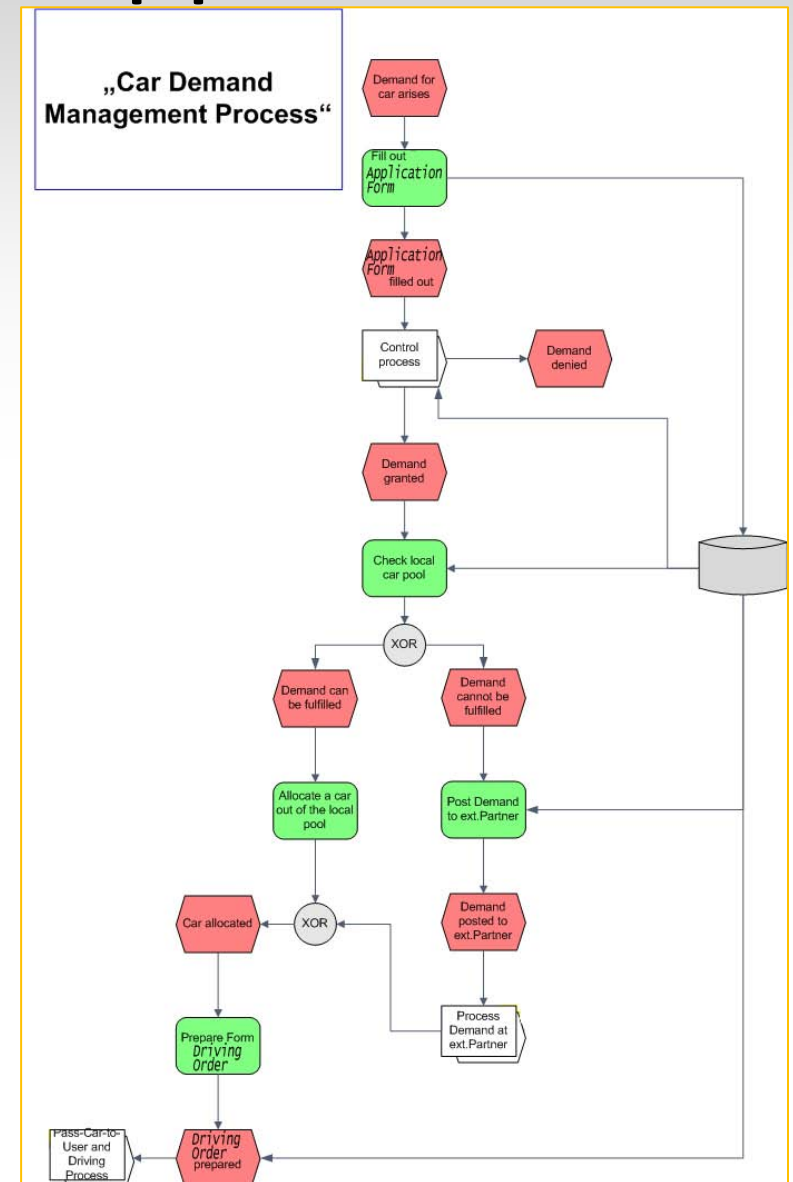 „Car Demand
Management Process“
Demand for
car arises
Fill out
Application
Form
Application
Form
filled out
Control
process
Demand
denied
Demand
granted
Check local
car pool
XOR
Demand can
be fulfilled
Demand
cannot be
fulfilled
Allocate a car
out of the local
pool
Post Demand
to ext.Partner
Car allocated
XOR
Demand
posted to
ext.Partner
Prepare Form
Driving
Order
Process
Demand at
ext.Partner
Pass-Car-to-
User and
Driving
Process
Driving
Order
prepared